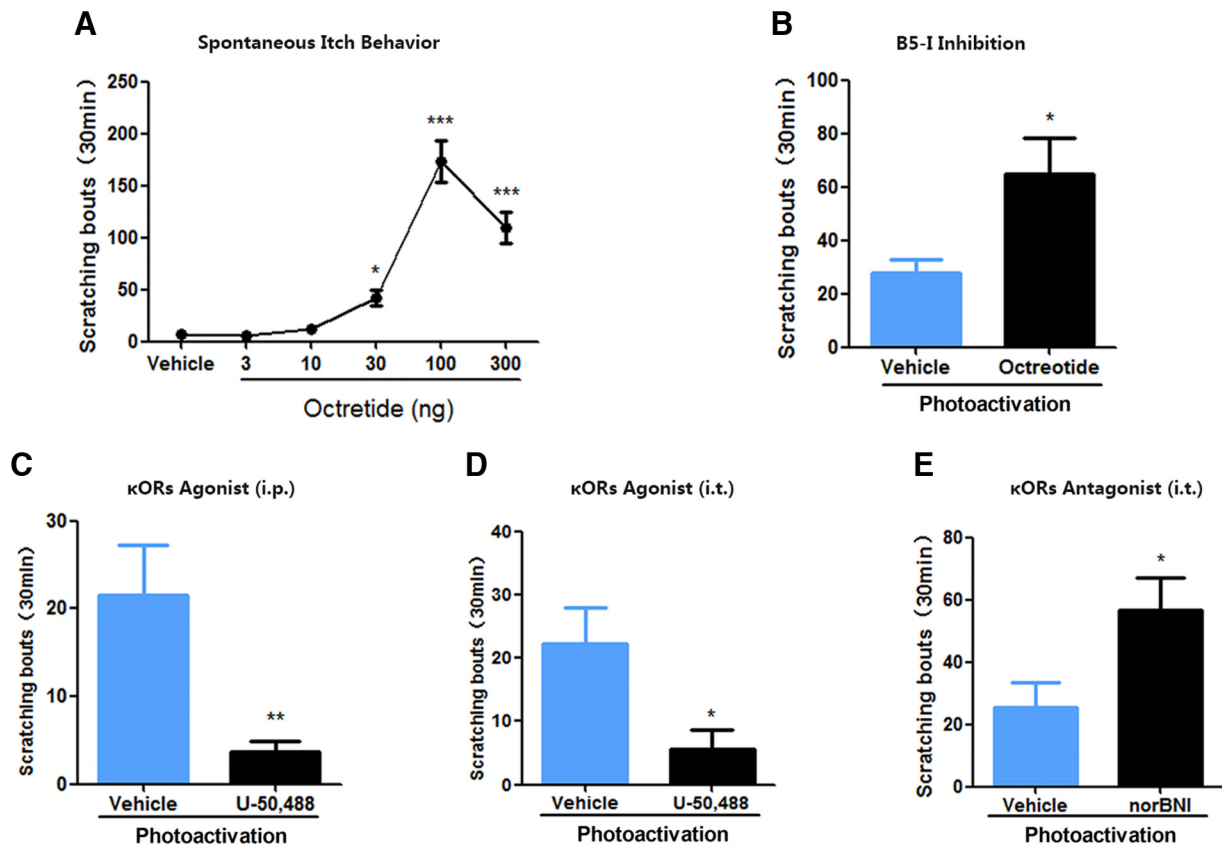 A
Spontaneous Itch Behavior
Scratching bouts (30min)
250
200
150
100
50
0
*
***
***
Vehicle 3 10 30 100 300
Octretide (ng)
B
B5-I Inhibition
Scratching bouts (30min)
100
80
60
40
20
0
*
Vehicle Octreotide
Photoactivation
C
κORs Agonist (i.p.)
Scratching bouts (30min)
30
20
10
0
**
Vehicle U-50,488
Photoactivation
D
κORs Agonist (i.t.)
Scratching bouts (30min)
40
30
20
10
0
*
Vehicle U-50,488
Photoactivation
E
κORs Antagonist (i.t.)
Scratching bouts (30min)
80
60
40
20
0
*
Vehicle norBNI
Photoactivation